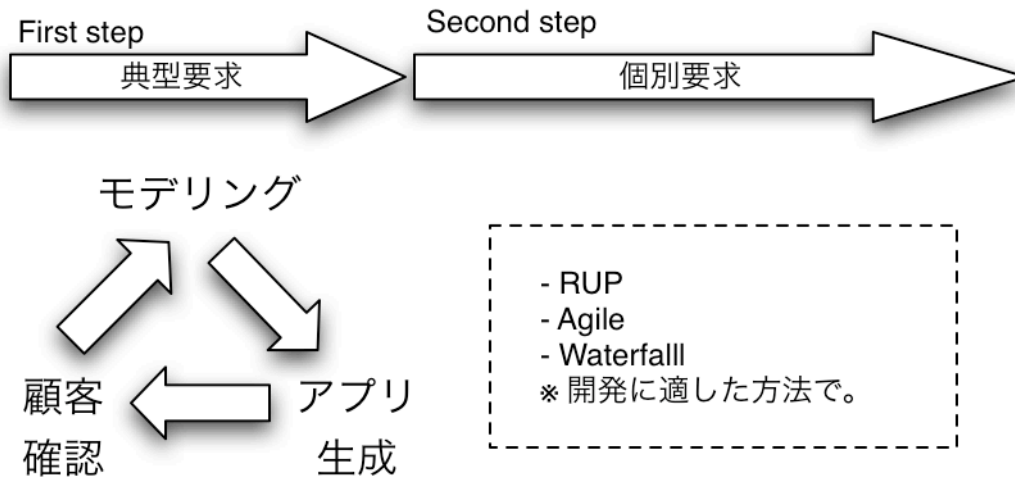 First step
Second step
典型要求
個別要求
モデリング
- RUP
- Agile
- Waterfalll
※ 開発に適した方法で。
顧客
確認
アプリ
生成